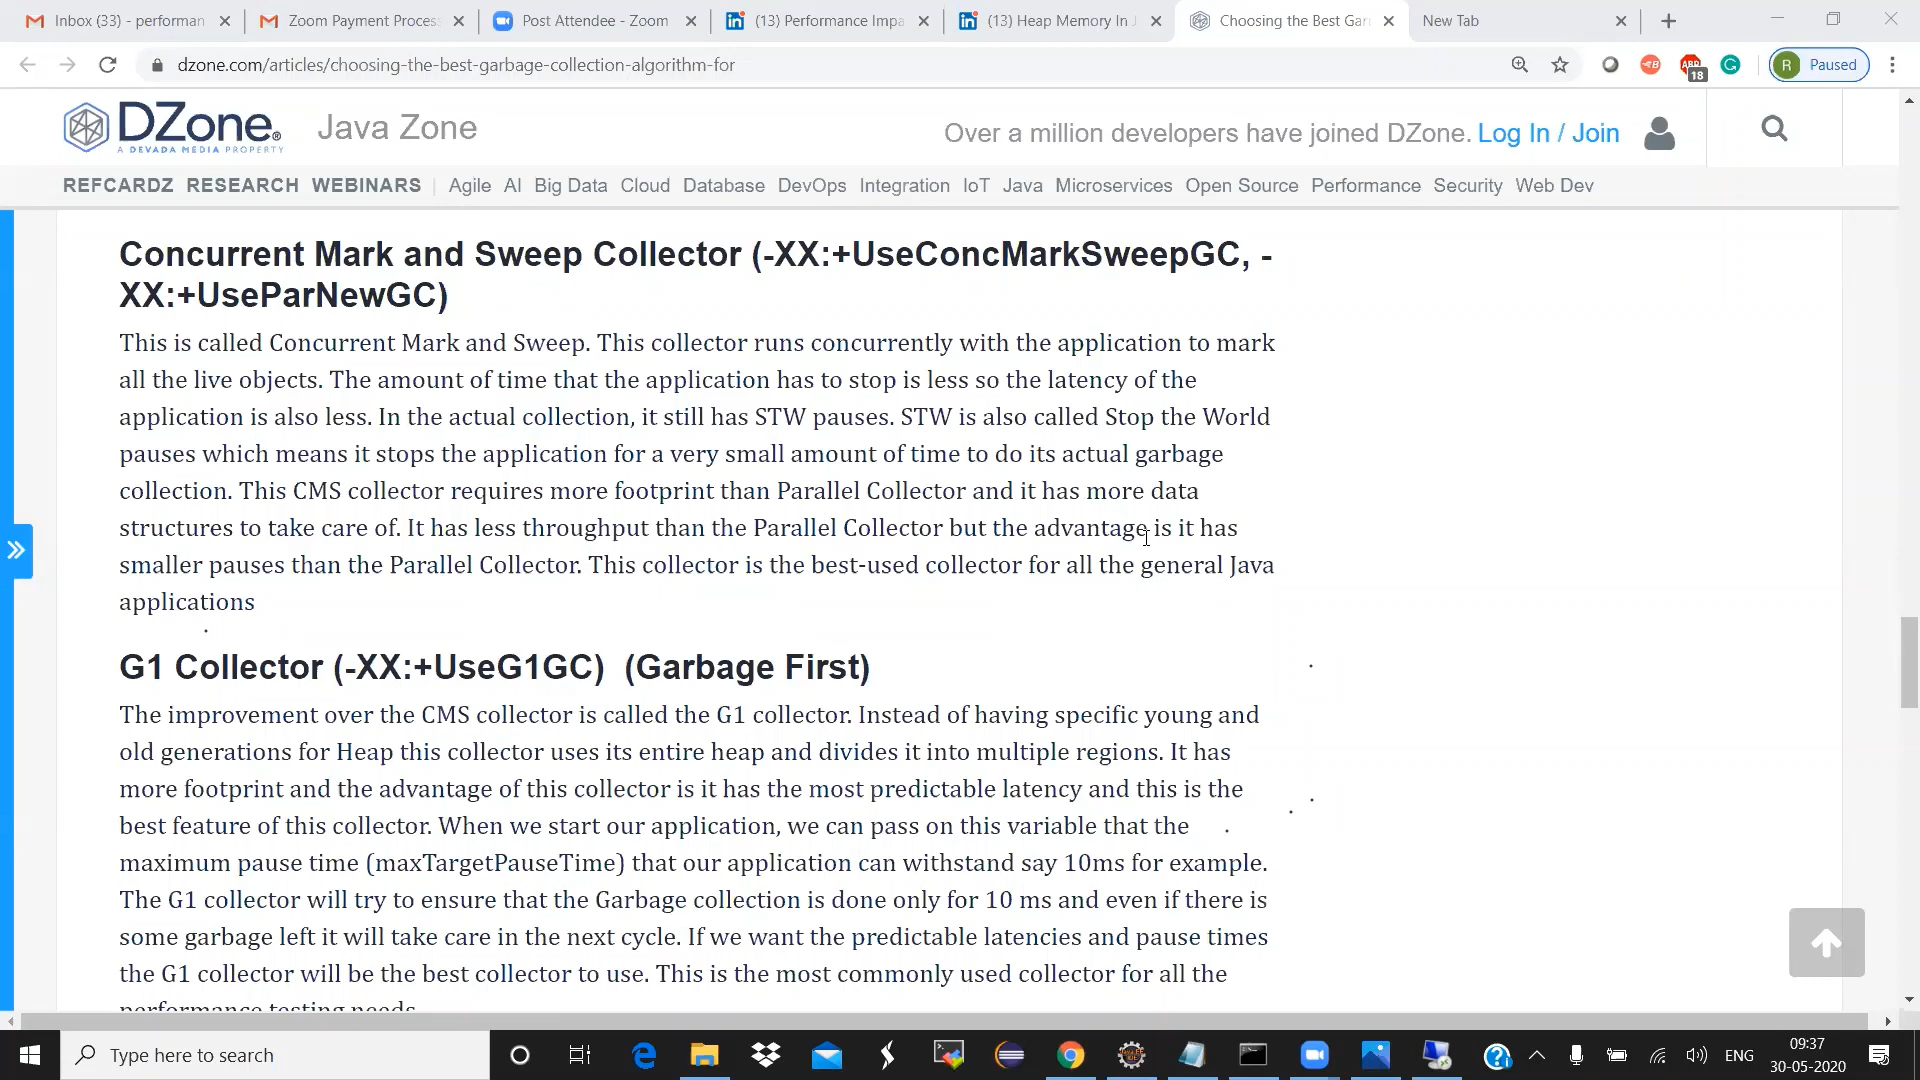 Inbox (33) - performan
Zoom Payment Process
Post Attendee - Zoom
(13) Performance Impa
(13) Heap Memory In J
Choosing the Best Gar
New Tab
dzone.com/articles/choosing-the-best-garbage-collection-algorithm-for
ABP
18
R Paused
DZone.
A DEVADA MEDIA PROPERTY
Java Zone
Over a million developers have joined DZone. Log In / Join
REFCARDZ RESEARCH WEBINARS Agile AI Big Data Cloud Database DevOps Integration IoT Java Microservices Open Source Performance Security Web Dev
Concurrent Mark and Sweep Collector (-XX:+UseConcMarkSweepGC, -
XX:+UseParNewGC)
This is called Concurrent Mark and Sweep. This collector runs concurrently with the application to mark
all the live objects. The amount of time that the application has to stop is less so the latency of the
application is also less. In the actual collection, it still has STW pauses. STW is also called Stop the World
pauses which means it stops the application for a very small amount of time to do its actual garbage
collection. This CMS collector requires more footprint than Parallel Collector and it has more data
structures to take care of. It has less throughput than the Parallel Collector but the advantage is it has
smaller pauses than the Parallel Collector. This collector is the best-used collector for all the general Java
applications
G1 Collector (-XX:+UseG1GC) (Garbage First)
The improvement over the CMS collector is called the G1 collector. Instead of having specific young and
old generations for Heap this collector uses its entire heap and divides it into multiple regions. It has
more footprint and the advantage of this collector is it has the most predictable latency and this is the
best feature of this collector. When we start our application, we can pass on this variable that the
maximum pause time (maxTargetPauseTime) that our application can withstand say 10ms for example.
The G1 collector will try to ensure that the Garbage collection is done only for 10 ms and even if there is
some garbage left it will take care in the next cycle. If we want the predictable latencies and pause times
the G1 collector will be the best collector to use. This is the most commonly used collector for all the
performance testing needs
Type here to search
ENG
09:37
30-05-2020